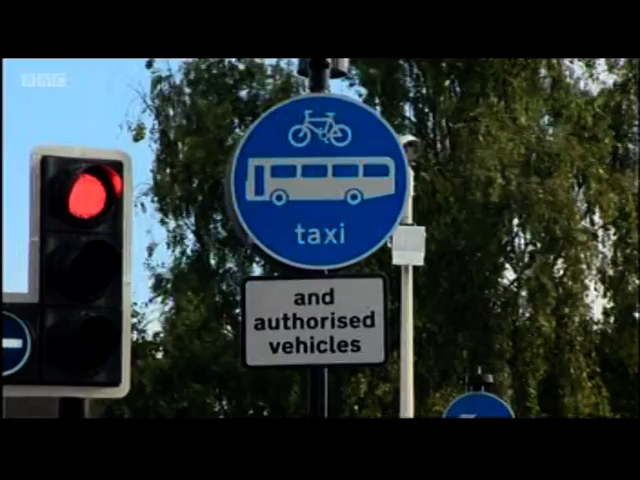 BBC
taxi
and
authorised
vehicles